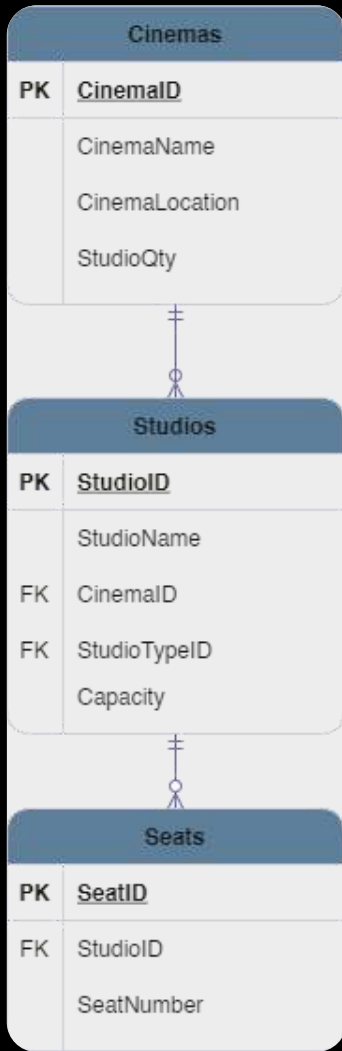 Cinemas
PK CinemaID
CinemaName
CinemaLocation
StudioQty
Studios
PK StudioID
StudioName
FK CinemaID
FK StudioTypeID
Capacity
Seats
PK SeatID
FK StudioID
SeatNumber